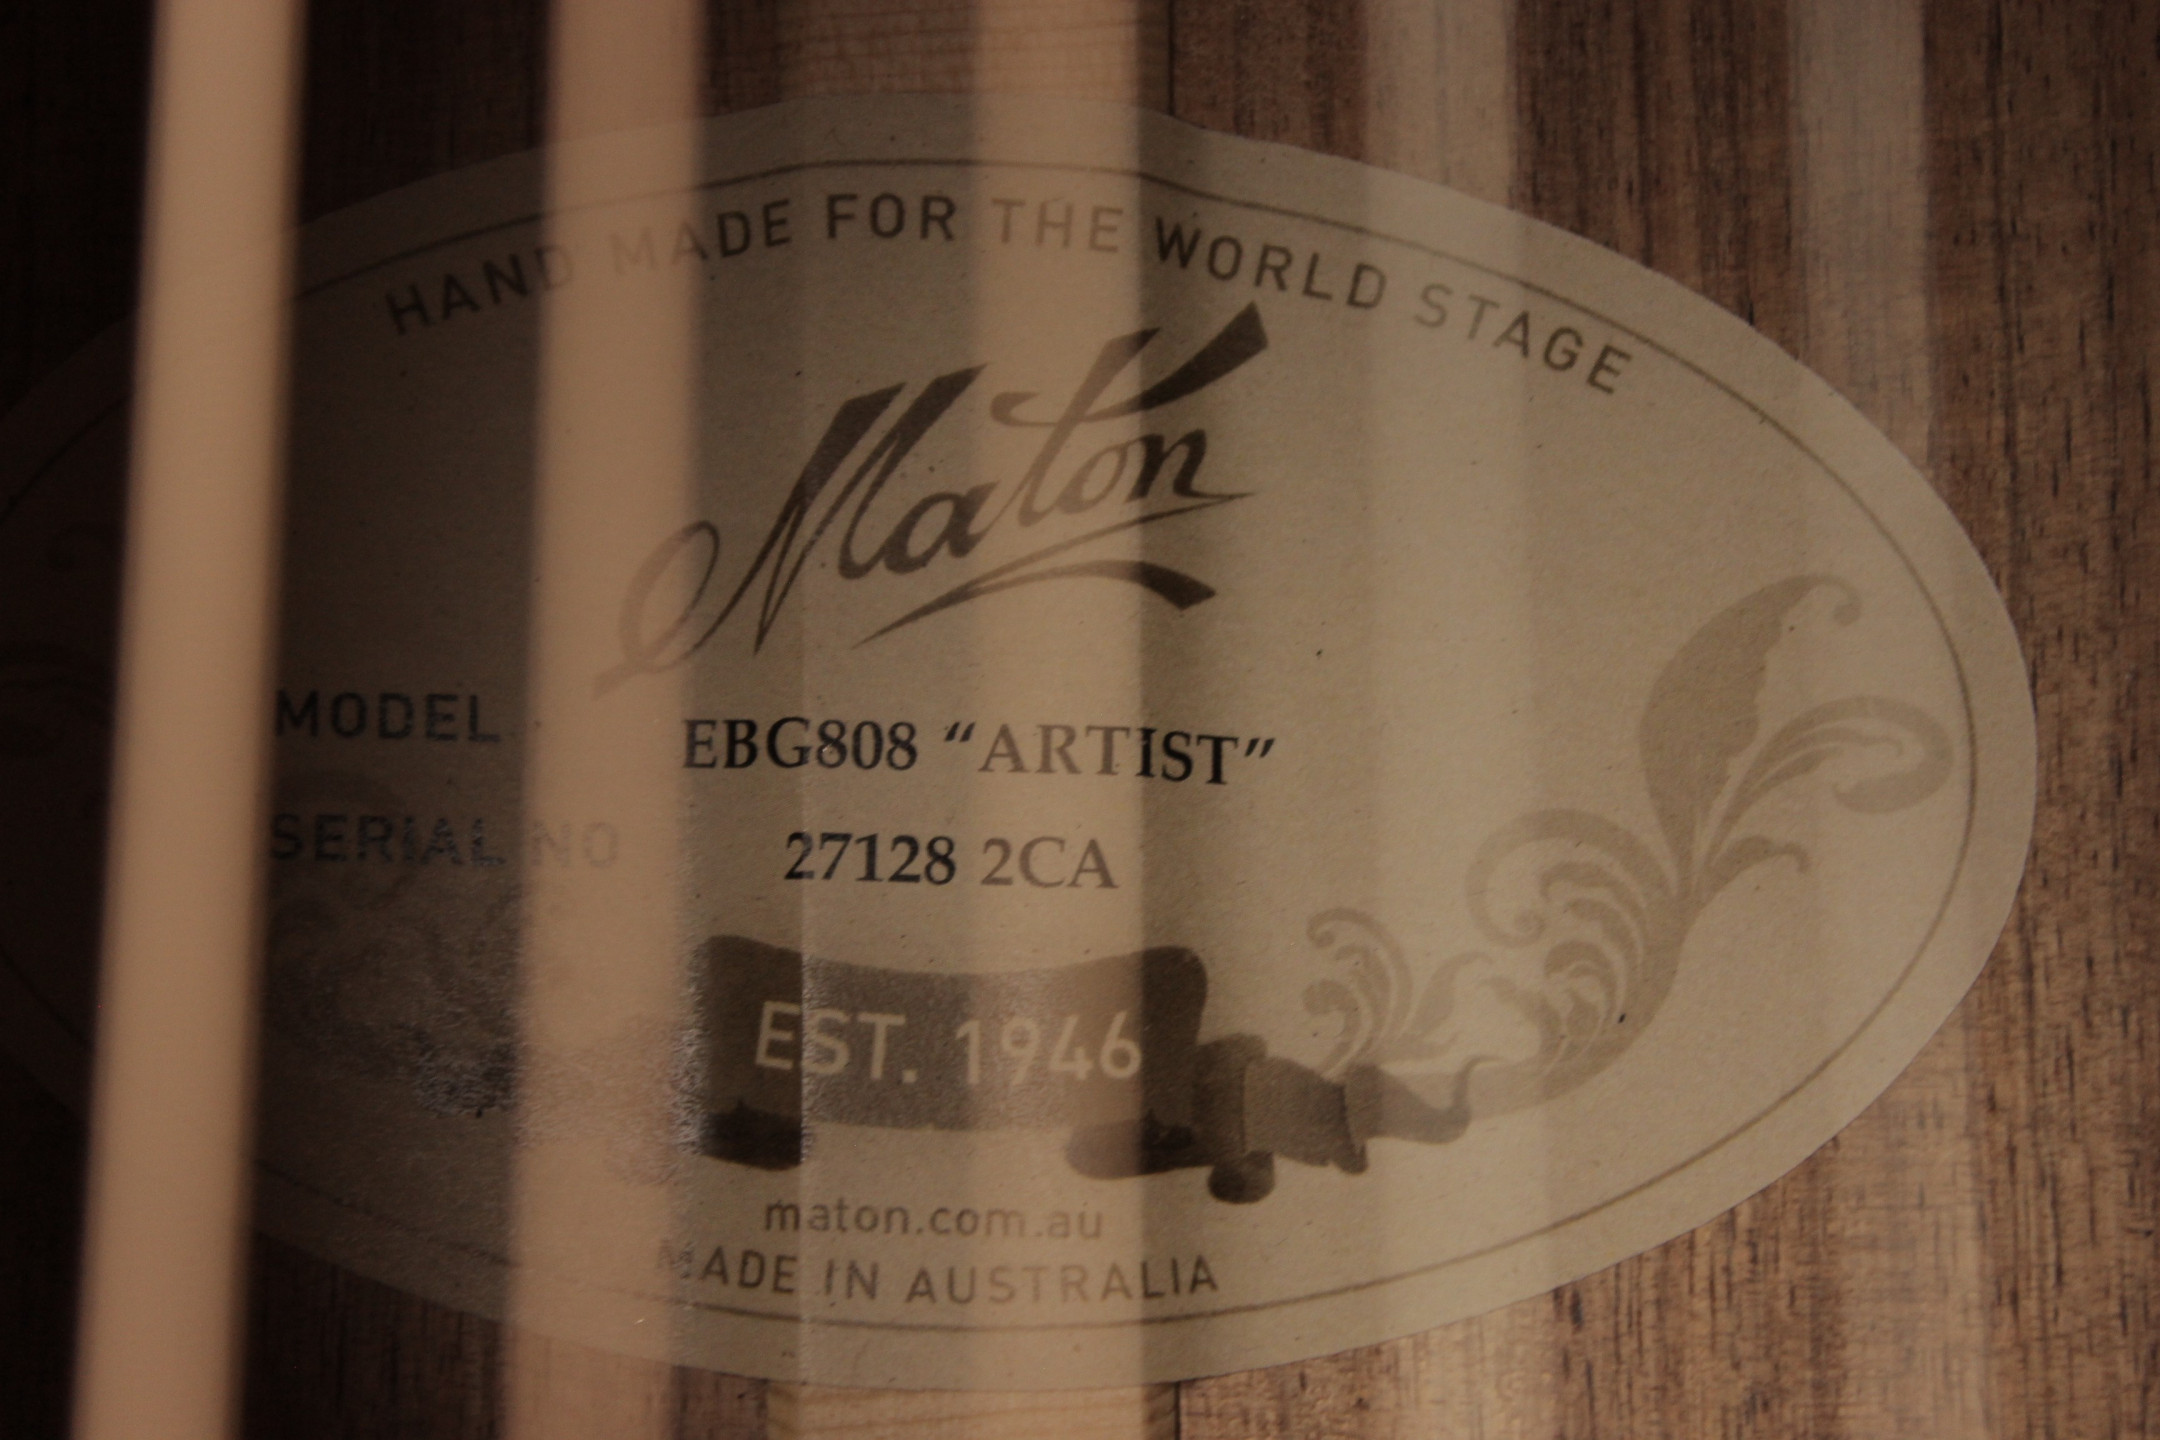 HAND MADE FOR THE WORLD STAGE
Maton
MODEL EBG808 “ARTIST”
SERIAL NO 27128 2CA
EST. 1946
maton.com.au
MADE IN AUSTRALIA